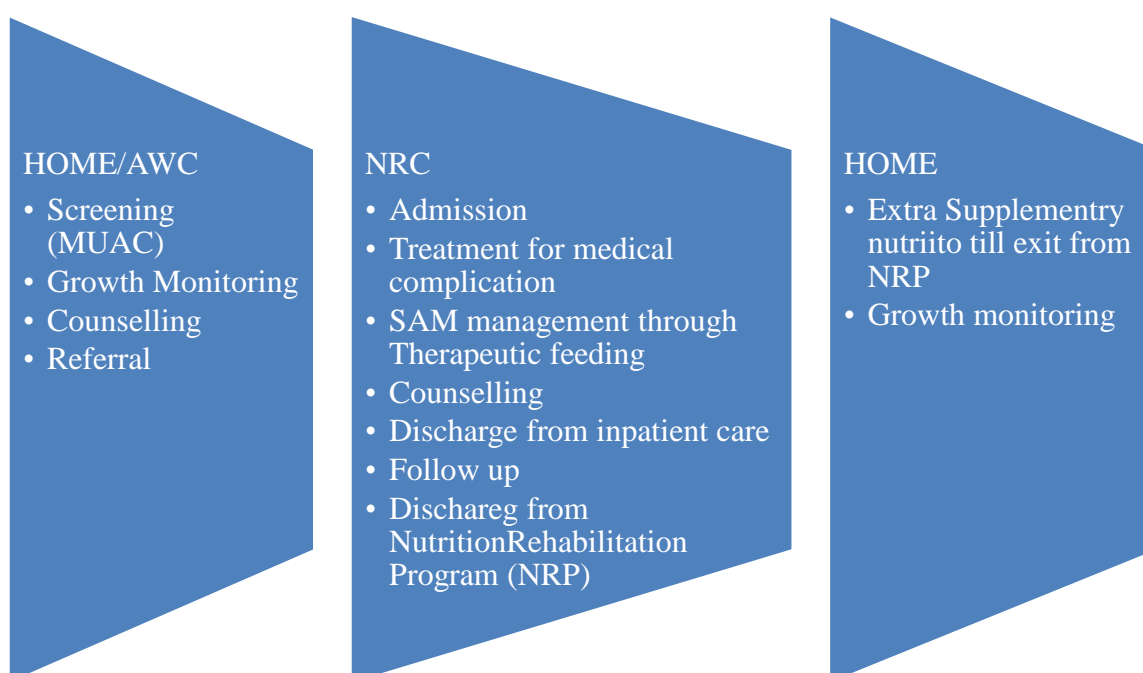 HOME/AWC
• Screening
(MUAC)
• Growth Monitoring
• Counselling
• Referral
NRC
• Admission
• Treatment for medical
complication
• SAM management through
Therapeutic feeding
• Counselling
• Discharge from inpatient care
• Follow up
• Dischareg from
NutritionRehabilitation
Program (NRP)
HOME
• Extra Supplementry
nutriito till exit from
NRP
• Growth monitoring